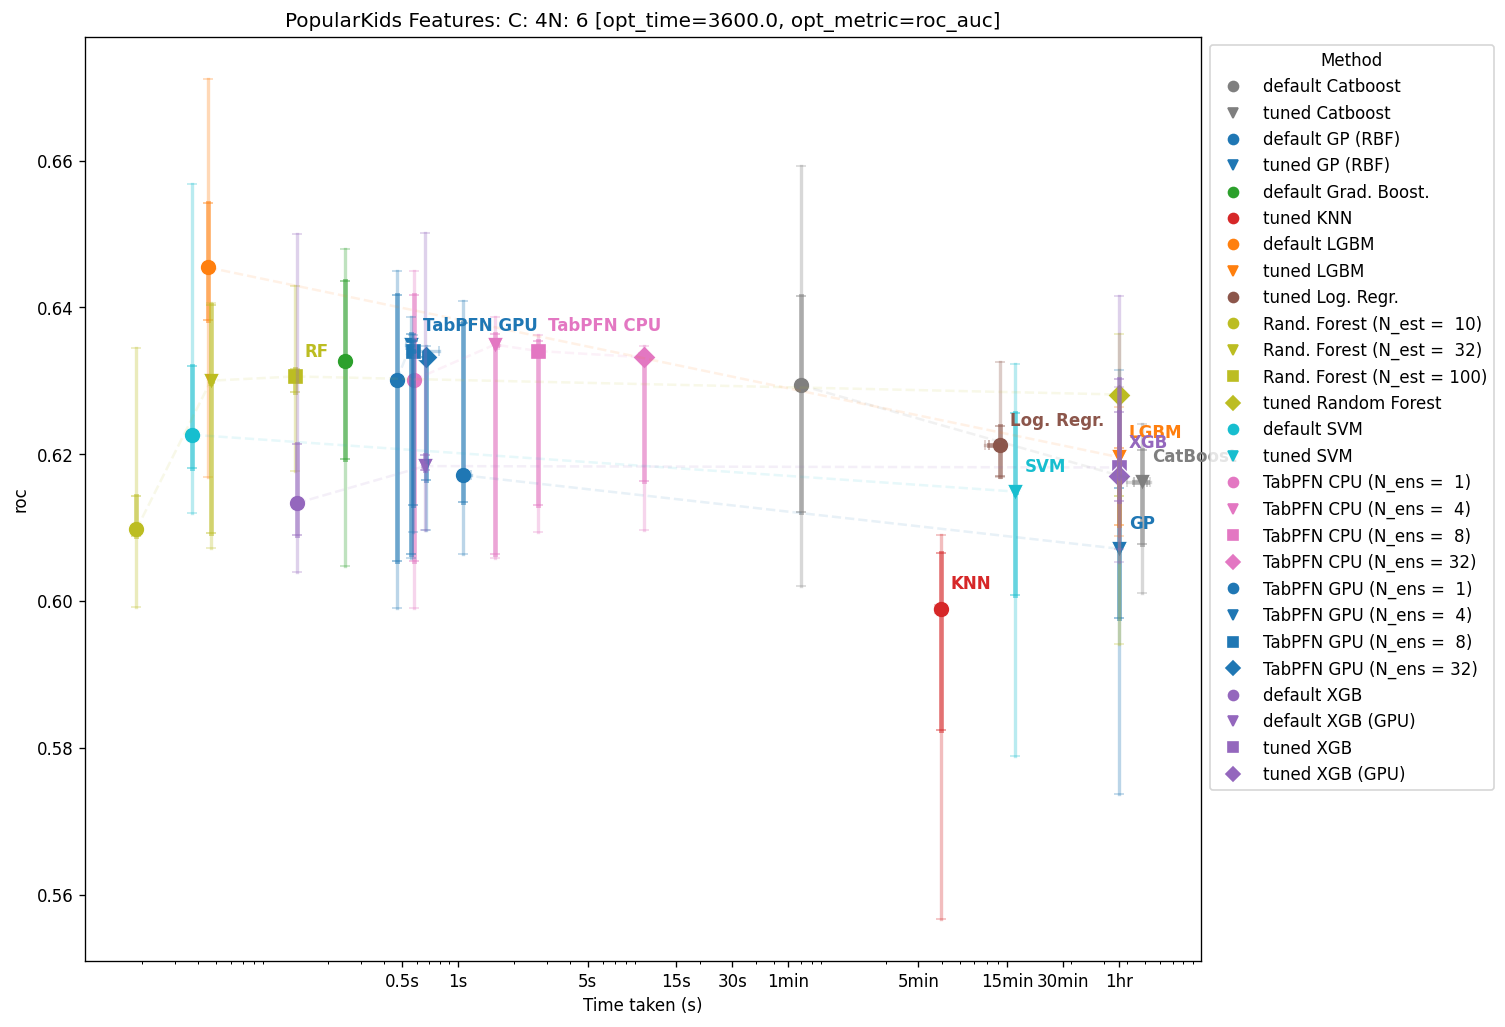 PopularKids Features: C: 4N: 6 [opt_time=3600.0, opt_metric=roc_auc]
roc
0.66
0.64
0.62
0.60
0.58
0.56
RF
TabPFN GPU
TabPFN CPU
Log. Regr.
SVM
KNN
LGBM
XGB
CatBoos
GP
0.5s
1s
5s
15s
30s
1min
5min
15min
30min
1hr
Time taken (s)
Method
default Catboost
tuned Catboost
default GP (RBF)
tuned GP (RBF)
default Grad. Boost.
tuned KNN
default LGBM
tuned LGBM
tuned Log. Regr.
Rand. Forest (N_est =  10)
Rand. Forest (N_est =  32)
Rand. Forest (N_est = 100)
tuned Random Forest
default SVM
tuned SVM
TabPFN CPU (N_ens =  1)
TabPFN CPU (N_ens =  4)
TabPFN CPU (N_ens =  8)
TabPFN CPU (N_ens = 32)
TabPFN GPU (N_ens =  1)
TabPFN GPU (N_ens =  4)
TabPFN GPU (N_ens =  8)
TabPFN GPU (N_ens = 32)
default XGB
default XGB (GPU)
tuned XGB
tuned XGB (GPU)